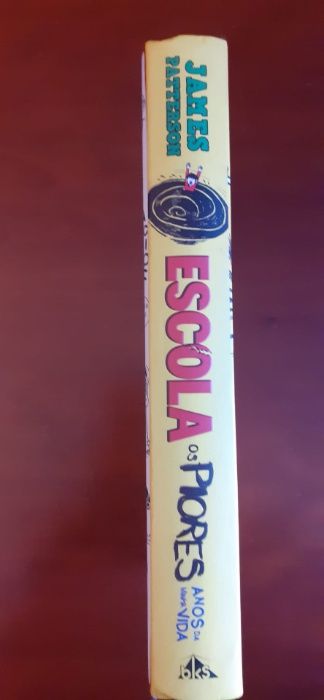 JAMES
PATTERSON
ESCOLA
OS PIORES
ANOS DA
MINHA VIDA
bks